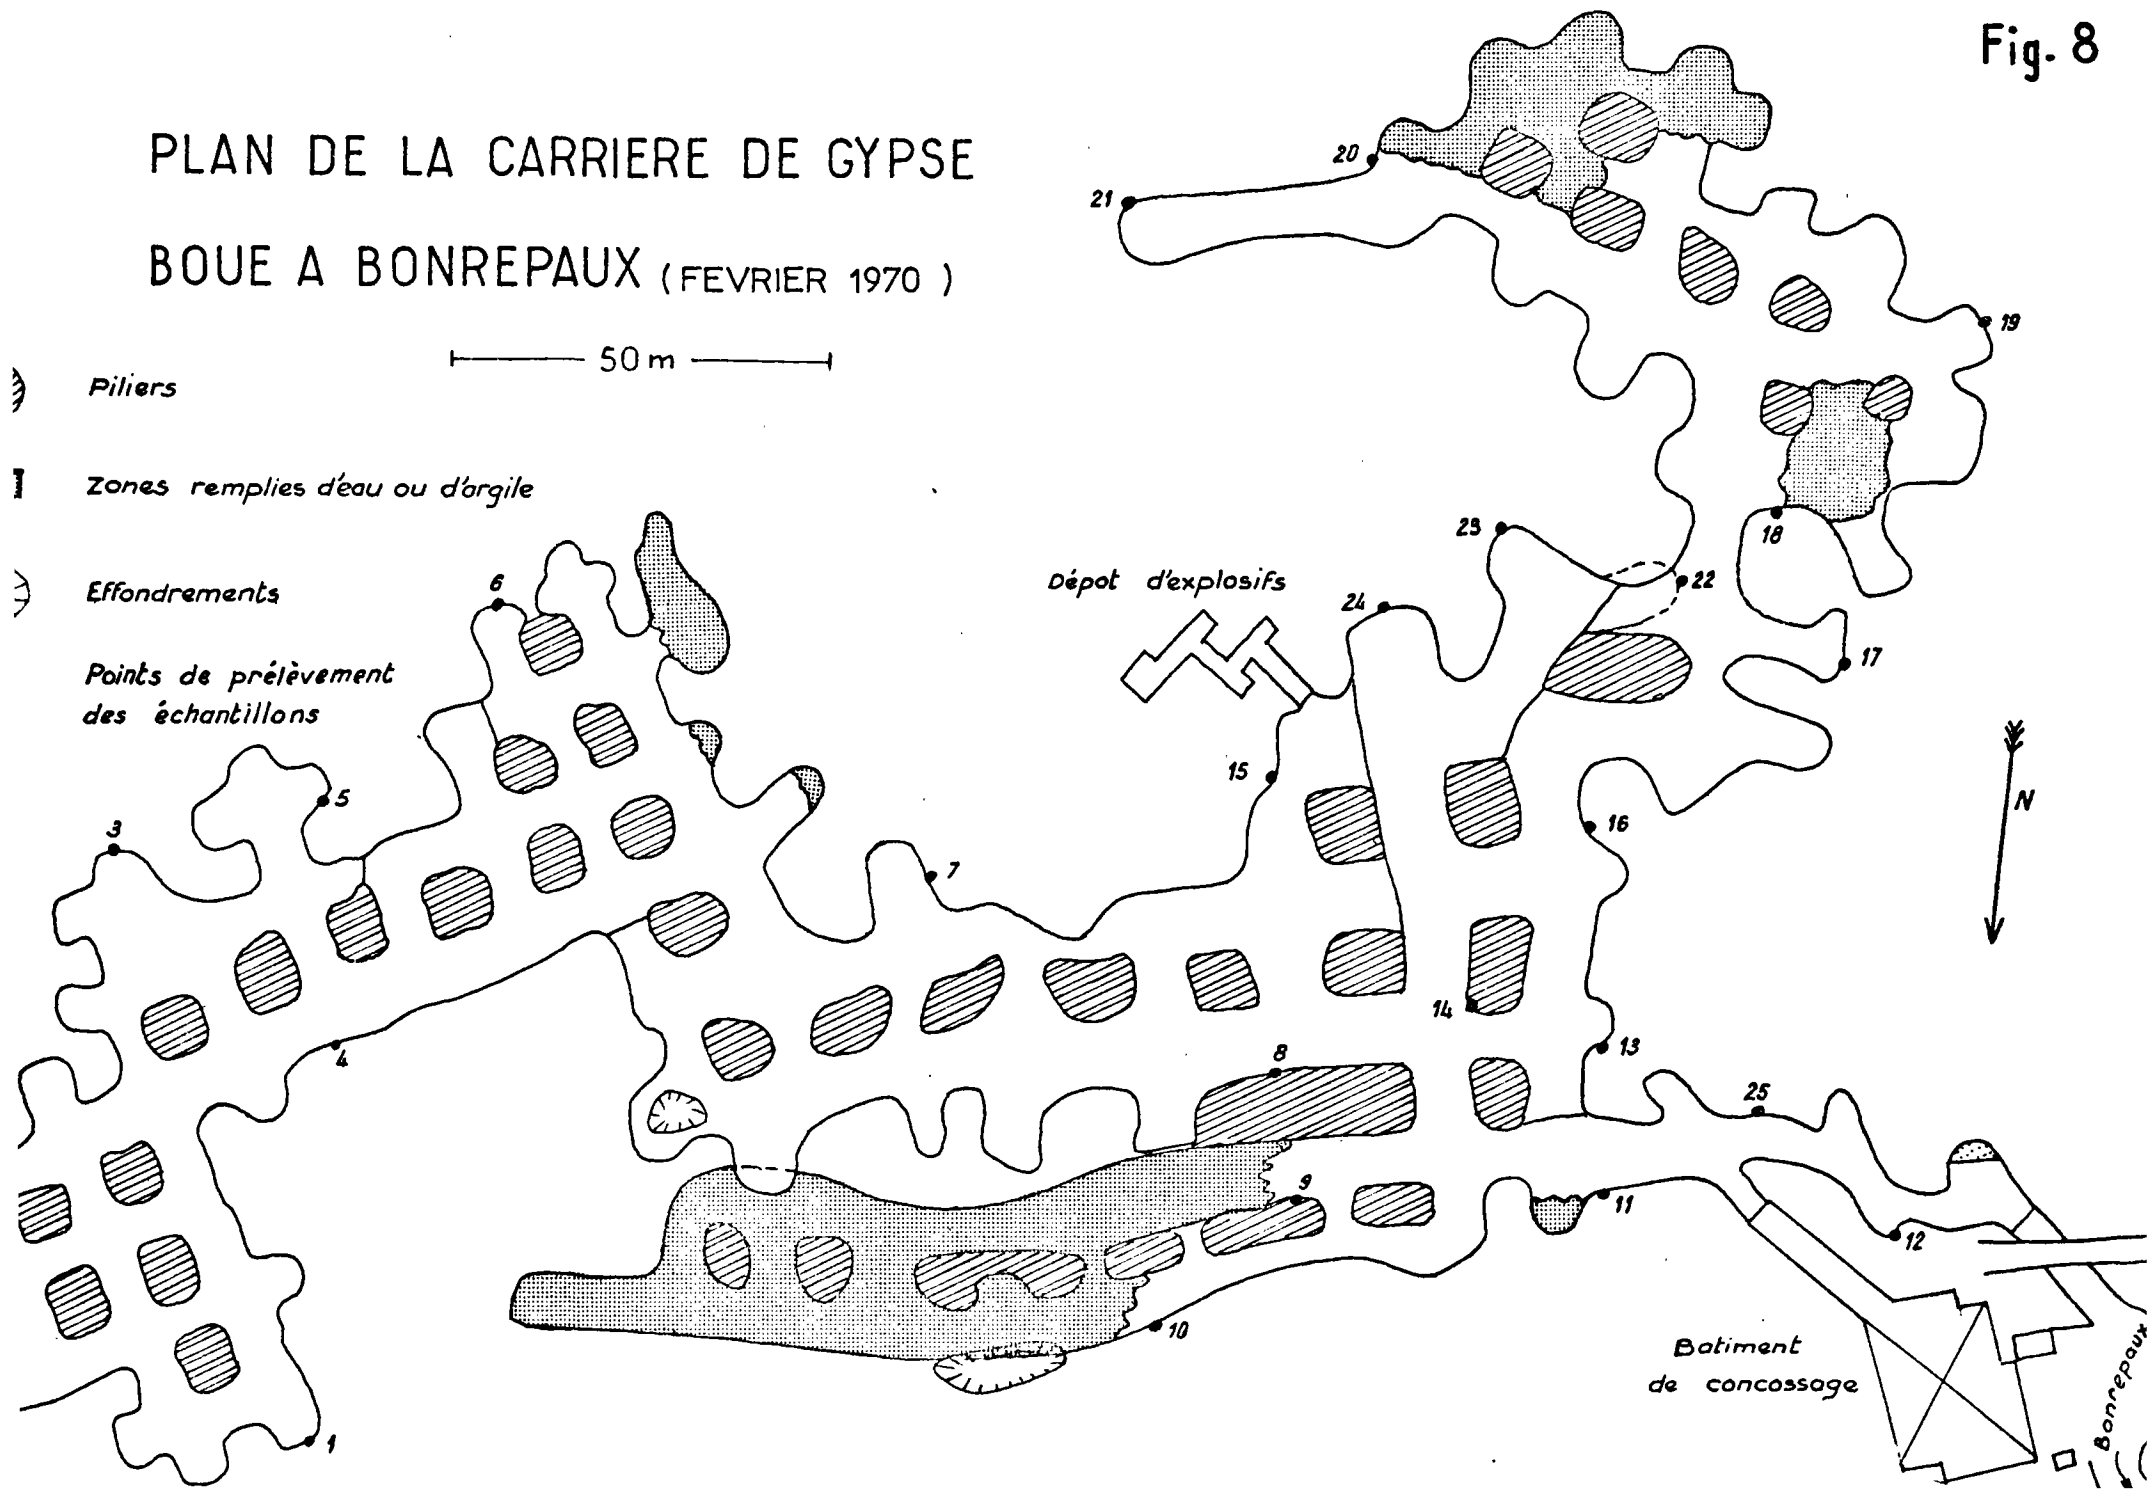 Fig. 8
PLAN DE LA CARRIERE DE GYPSE
BOUE A BONREPAUX ( FEVRIER 1970 )
50 m
Piliers
Zones remplies d'eau ou d'argile
Effondrements
Points de prélèvement
des échantillons
Dépot d'explosifs
20
21
19
18
17
22
23
24
6
5
3
4
7
15
16
14
13
8
9
25
11
12
10
1
N
Batiment
de concossage
Bonrepaux